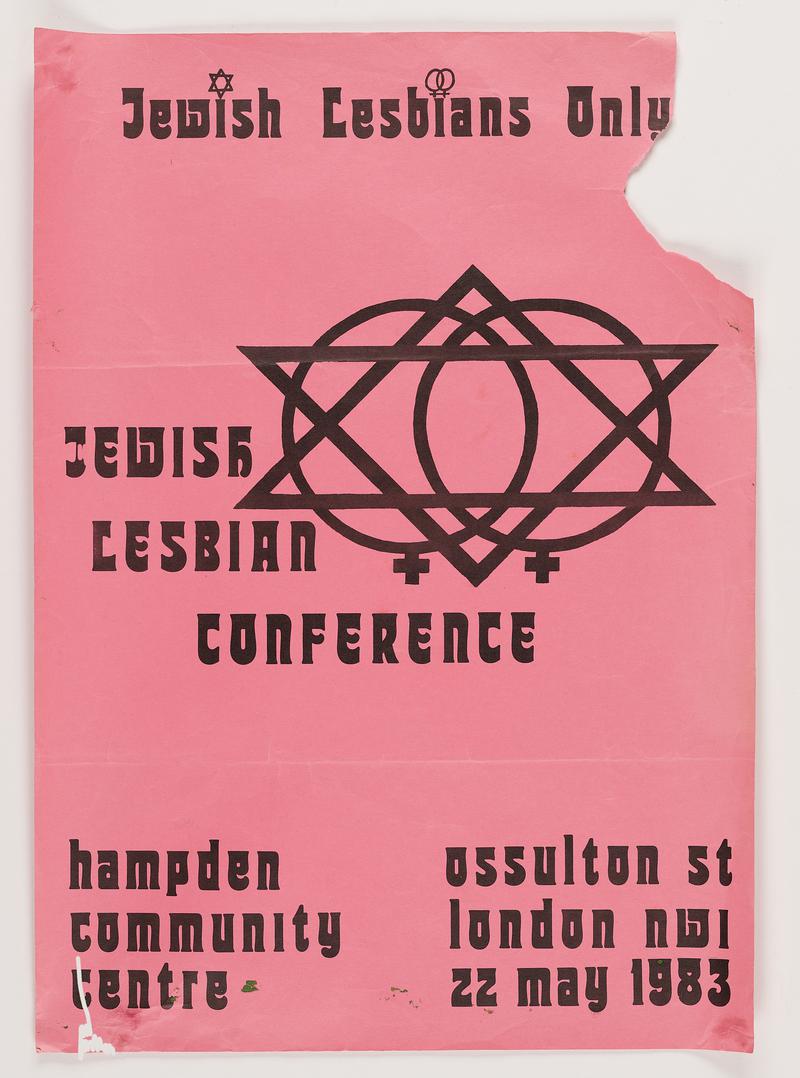 Jewish Lesbians Only
JEWISH
LESBIAN
CONFERENCE
hampden
community
centre
ossulton st
london nw1
22 may 1983